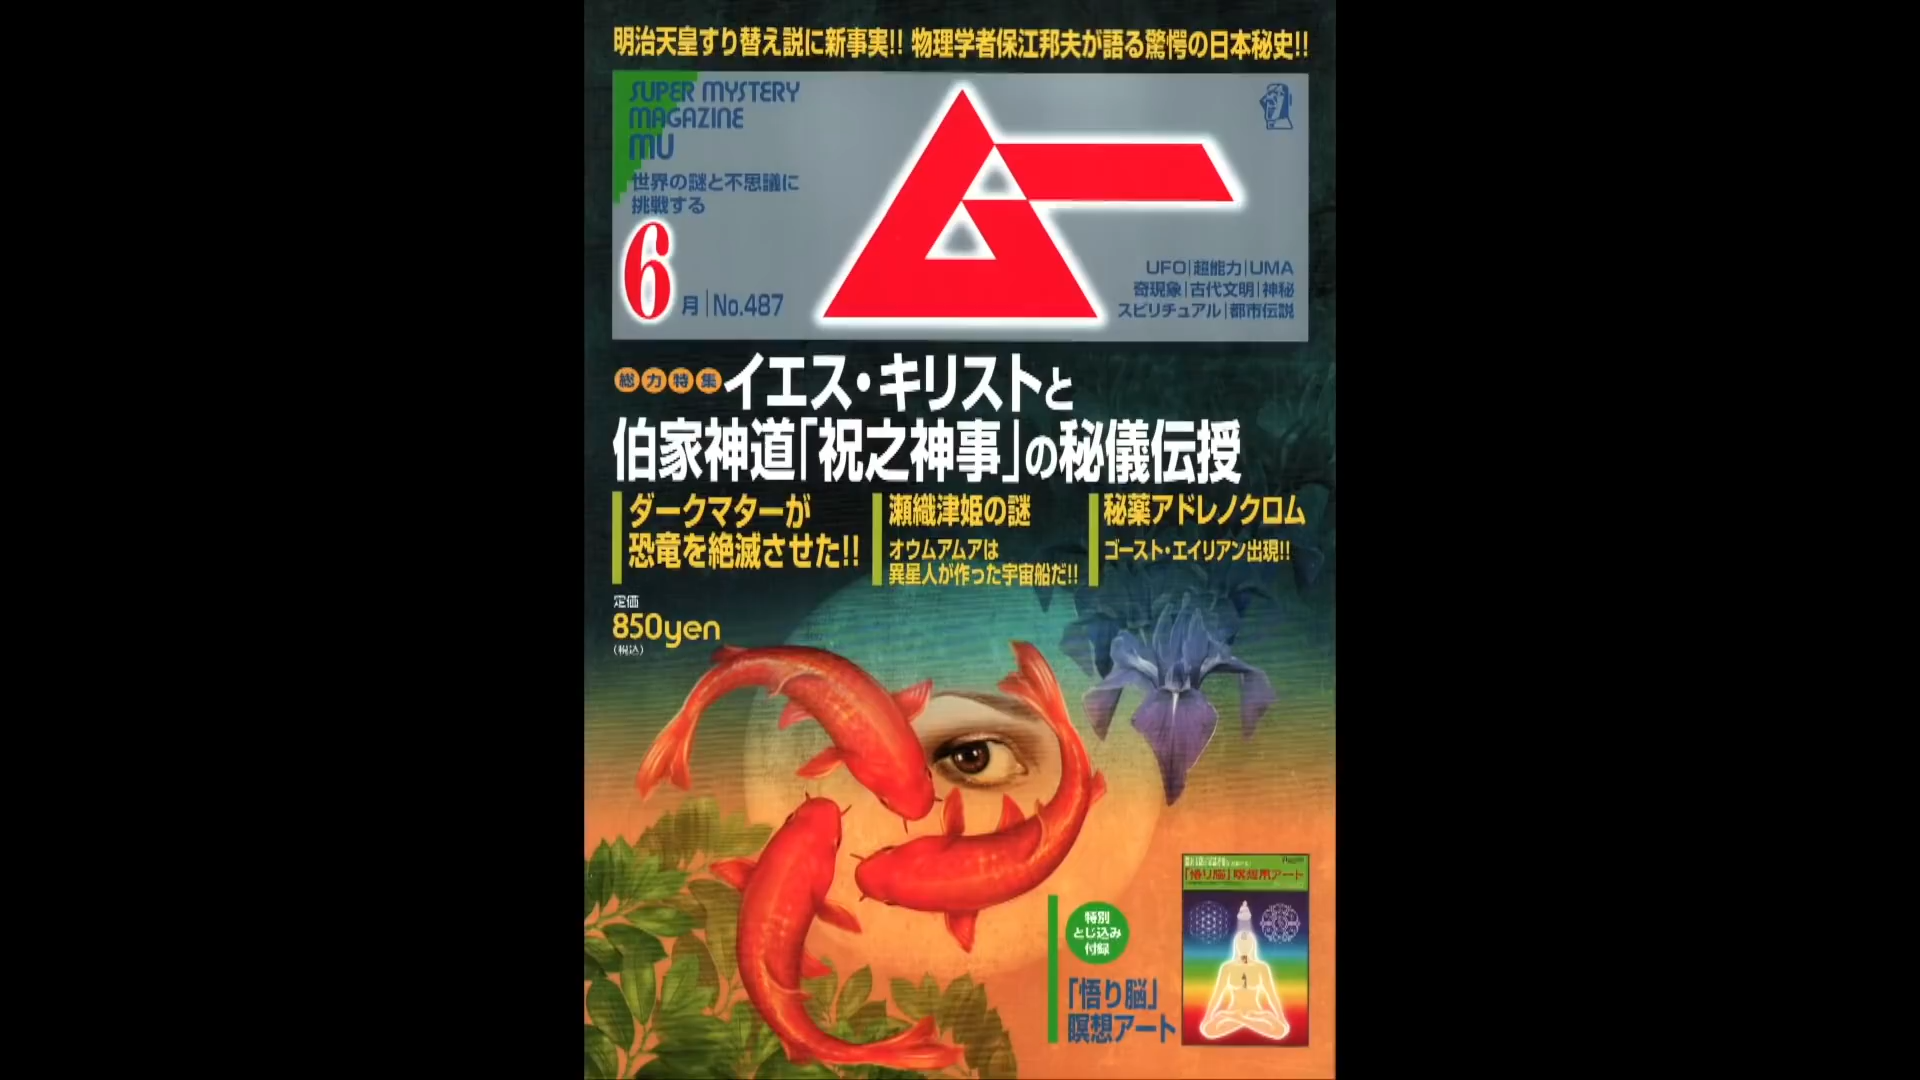 明治天皇すり替え説に新事実!! 物理学者保江邦夫が語る驚愕の日本秘史!!
SUPER MYSTERY
MAGAZINE
MU
世界の謎と不思議に
挑戦する
ムー
6月 No.487
UFO|超能力|UMA
奇現象|古代文明|神秘
スピリチュアル|都市伝説
総力特集 イエス・キリストと
伯家神道「祝之神事」の秘儀伝授
ダークマターが
恐竜を絶滅させた!!
瀬織津姫の謎
オウムアムアは
異星人が作った宇宙船だ!!
秘薬アドレノクロム
ゴースト・エイリアン出現!!
定価
850yen
(税込)
特別
とじ込み
付録
「悟り脳」
瞑想アート
「悟り脳」瞑想用アート